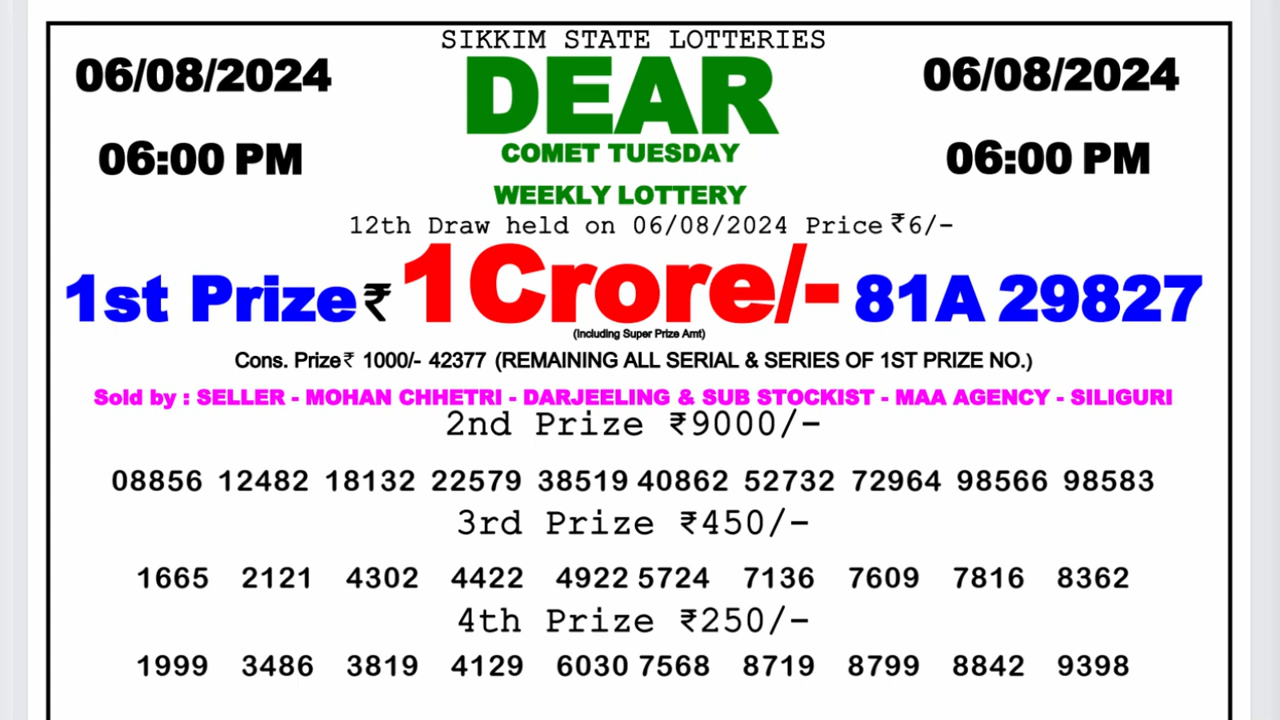 SIKKIM STATE LOTTERIES
06/08/2024 DEAR 06/08/2024
06:00 PM COMET TUESDAY 06:00 PM
WEEKLY LOTTERY
12th Draw held on 06/08/2024 Price ₹6/-
1st Prize ₹ 1Crore/- 81A 29827
(Including Super Prize Amt)
Cons. Prize ₹ 1000/- 42377 (REMAINING ALL SERIAL & SERIES OF 1ST PRIZE NO.)
Sold by : SELLER - MOHAN CHHETRI - DARJEELING & SUB STOCKIST - MAA AGENCY - SILIGURI
2nd Prize ₹9000/-
08856 12482 18132 22579 38519 40862 52732 72964 98566 98583
3rd Prize ₹450/-
1665 2121 4302 4422 4922 5724 7136 7609 7816 8362
4th Prize ₹250/-
1999 3486 3819 4129 6030 7568 8719 8799 8842 9398